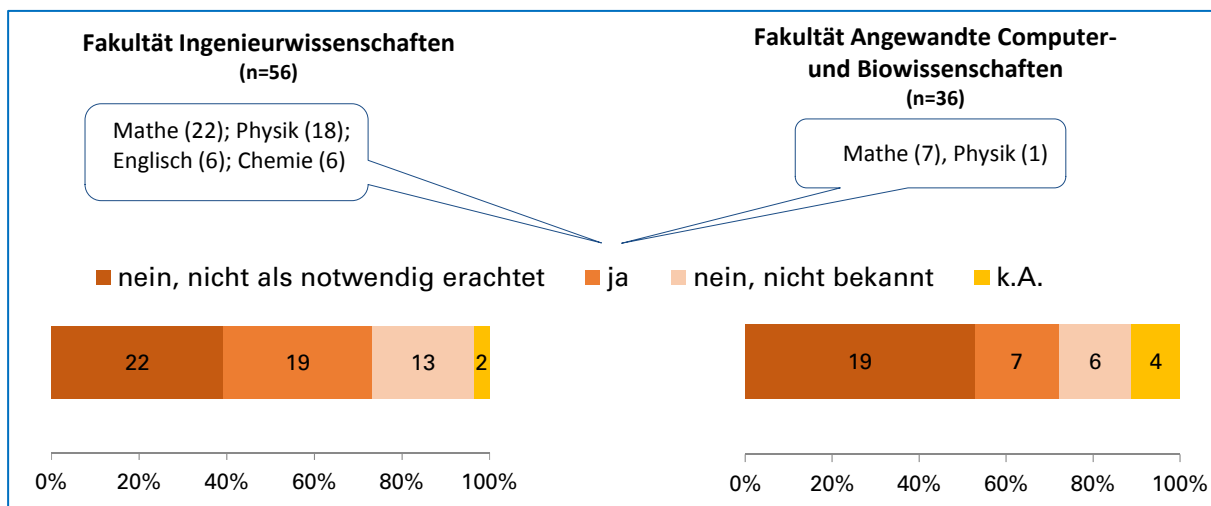 Fakultät Ingenieurwissenschaften
(n=56)
Mathe (22); Physik (18);
Englisch (6); Chemie (6)
Fakultät Angewandte Computer-
und Biowissenschaften
(n=36)
Mathe (7), Physik (1)
nein, nicht als notwendig erachtet ja nein, nicht bekannt k.A.
22 19 13 2
0% 20% 40% 60% 80% 100%
19 7 6 4
0% 20% 40% 60% 80% 100%